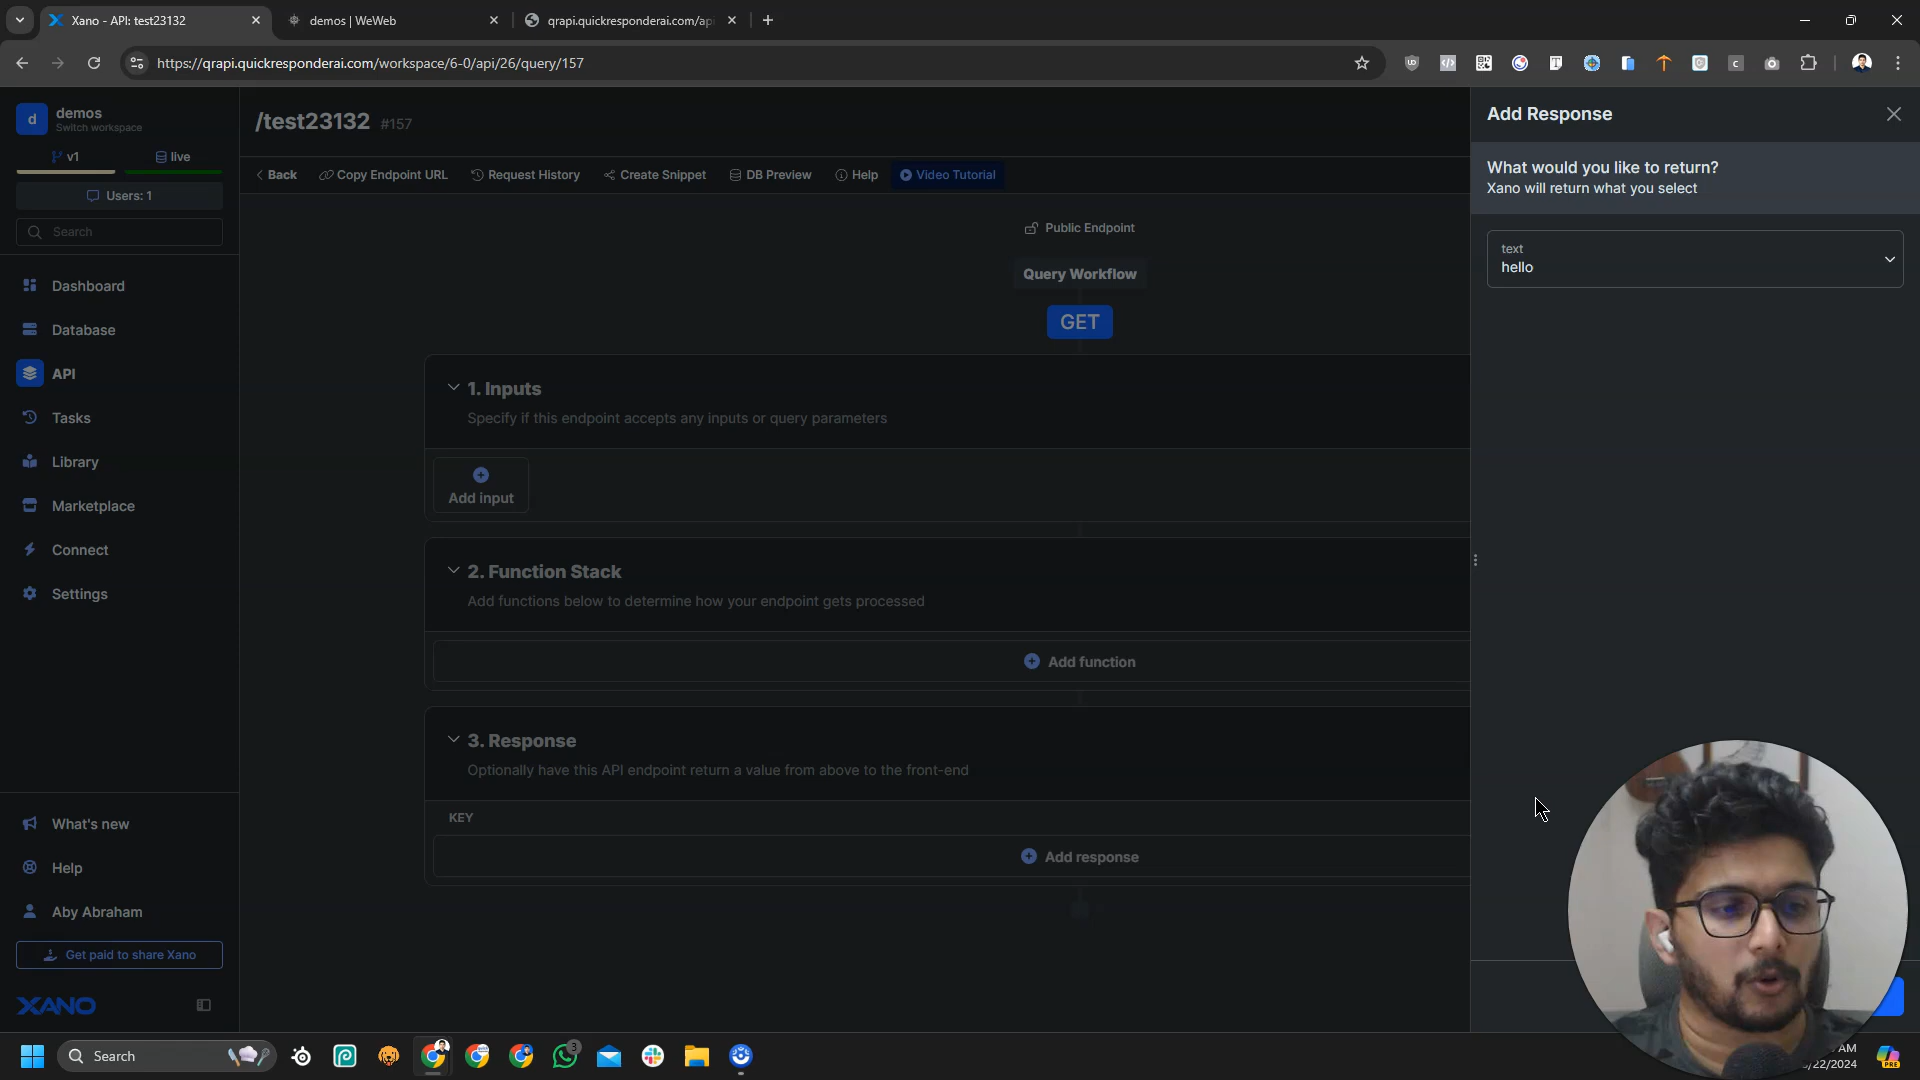 Xano - API: test23132
demos | WeWeb
qrapi.quickresponderai.com/ap
https://qrapi.quickresponderai.com/workspace/6-0/api/26/query/157
d
demos
Switch workspace
v1
live
Users: 1
Search
Dashboard
Database
API
Tasks
Library
Marketplace
Connect
Settings
What's new
Help
Aby Abraham
Get paid to share Xano
XANO
/test23132 #157
Back
Copy Endpoint URL
Request History
Create Snippet
DB Preview
Help
Video Tutorial
Public Endpoint
Query Workflow
GET
1. Inputs
Specify if this endpoint accepts any inputs or query parameters
Add input
2. Function Stack
Add functions below to determine how your endpoint gets processed
Add function
3. Response
Optionally have this API endpoint return a value from above to the front-end
KEY
Add response
Add Response
What would you like to return?
Xano will return what you select
text
hello
Search
3
AM
/22/2024
PRE